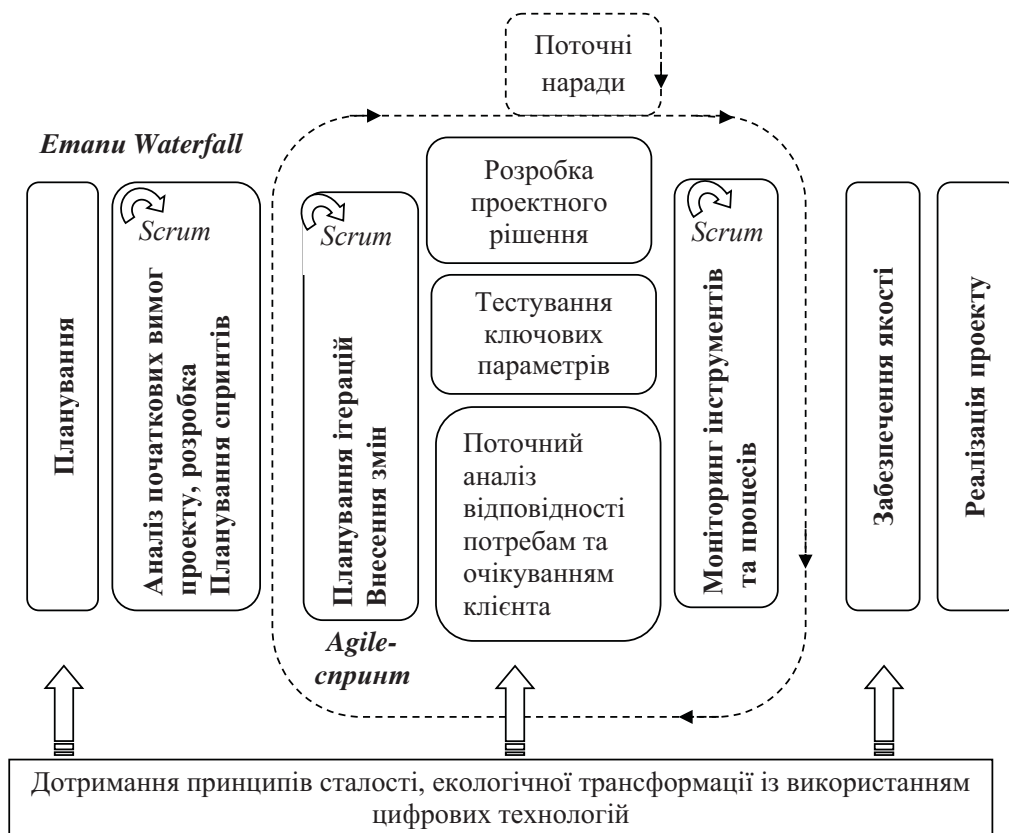 Поточні
наради
Етапи Waterfall
Планування
Scrum
Аналіз початкових вимог
проекту, розробка
Планування спринтів
Scrum
Планування ітерацій
Внесення змін
Agile-
спринт
Розробка
проектного
рішення
Тестування
ключових
параметрів
Поточний
аналіз
відповідності
потребам та
очікуванням
клієнта
Scrum
Моніторинг інструментів
та процесів
Забезпечення якості
Реалізація проекту
Дотримання принципів сталості, екологічної трансформації із використанням
цифрових технологій